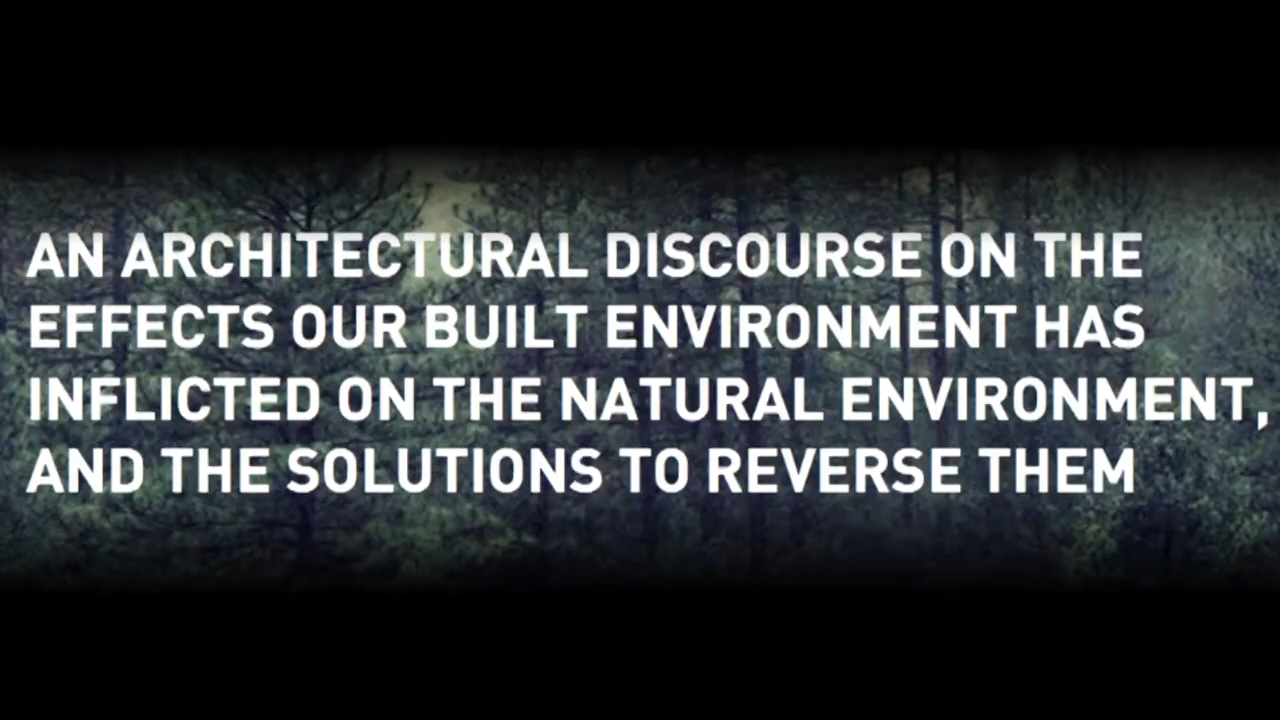 AN ARCHITECTURAL DISCOURSE ON THE
EFFECTS OUR BUILT ENVIRONMENT HAS
INFLICTED ON THE NATURAL ENVIRONMENT,
AND THE SOLUTIONS TO REVERSE THEM